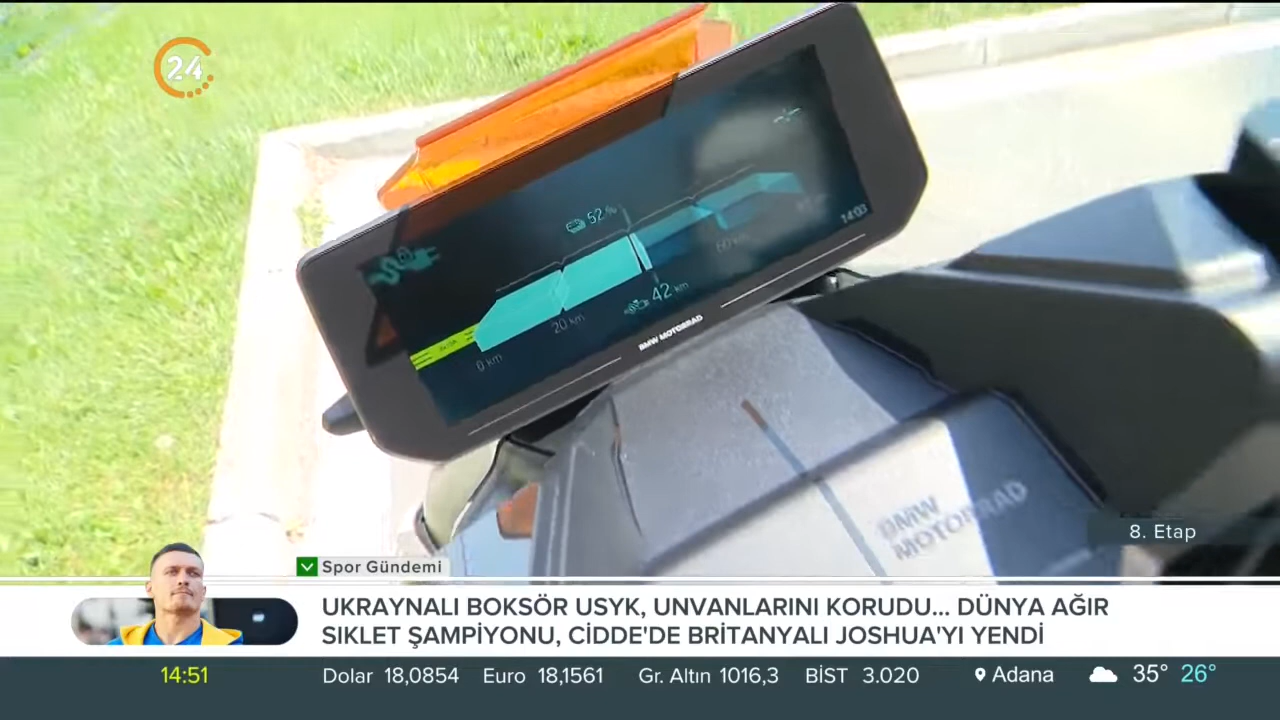 24
52 %
14:03
60 km
42 km
20 km
0 km
BMW MOTORRAD
BMW
MOTORRAD
8. Etap
Spor Gündemi
UKRAYNALI BOKSÖR USYK, UNVANLARINI KORUDU... DÜNYA AĞIR
SIKLET ŞAMPİYONU, CİDDE'DE BRİTANYALI JOSHUA'YI YENDİ
14:51 Dolar 18,0854 Euro 18,1561 Gr. Altın 1016,3 BİST 3.020 Adana 35° 26°